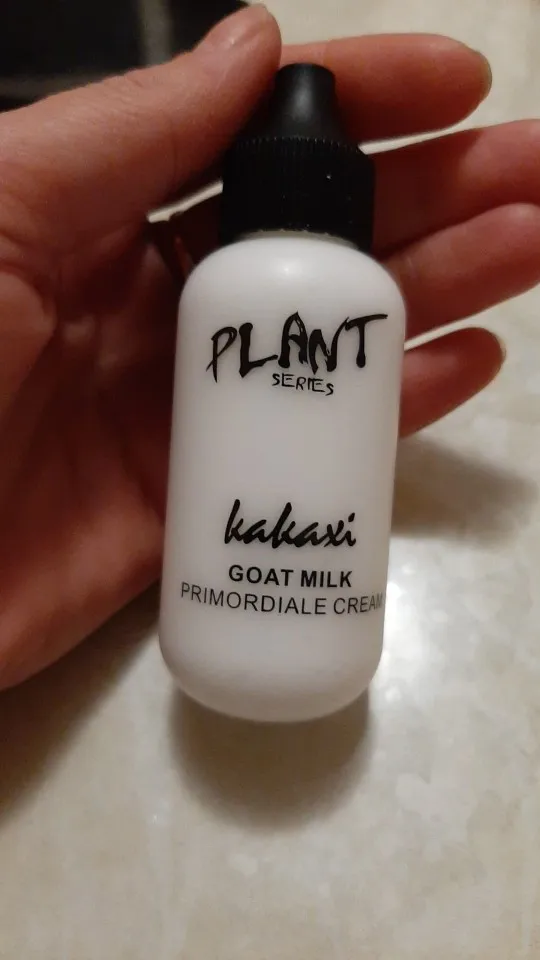 PLANT
SERIES
kakaxi
GOAT MILK
PRIMORDIALE CREAM